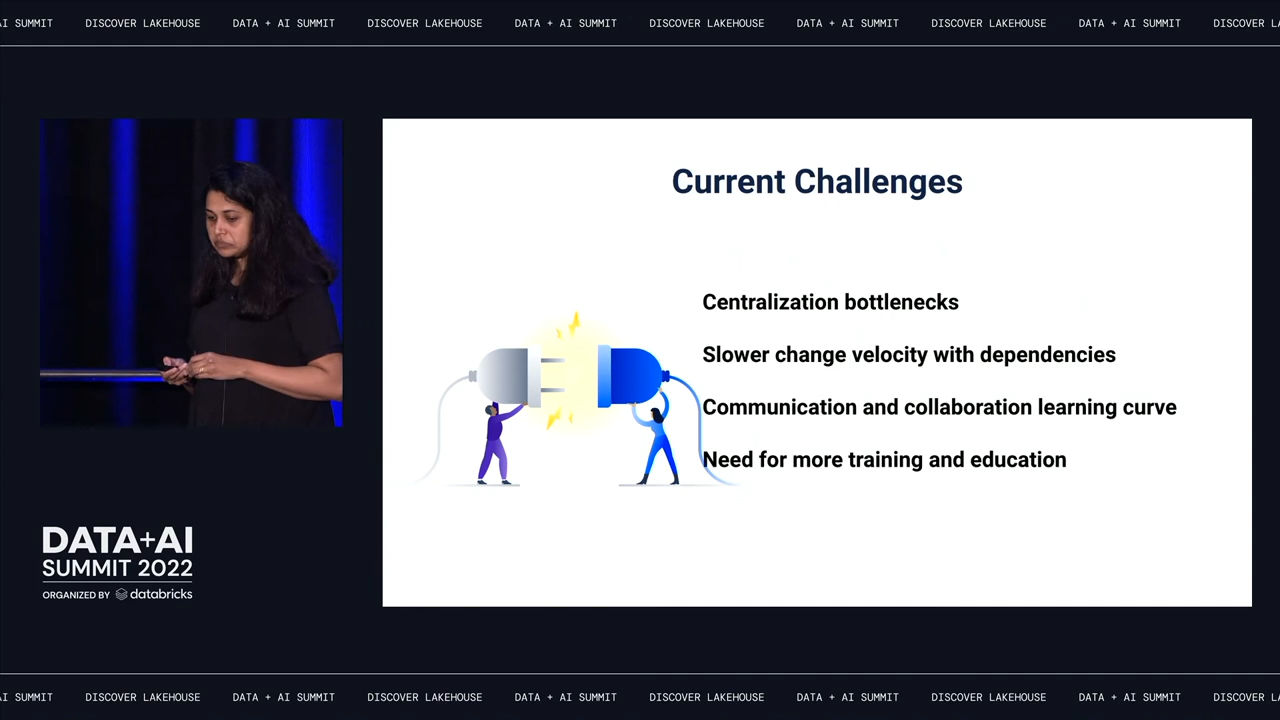 AI SUMMIT DISCOVER LAKEHOUSE DATA + AI SUMMIT DISCOVER LAKEHOUSE DATA + AI SUMMIT DISCOVER LAKEHOUSE DATA + AI SUMMIT DISCOVER LAKEHOUSE DATA + AI SUMMIT DISCOVER
Current Challenges
Centralization bottlenecks
Slower change velocity with dependencies
Communication and collaboration learning curve
Need for more training and education
DATA+AI
SUMMIT 2022
ORGANIZED BY databricks
AI SUMMIT DISCOVER LAKEHOUSE DATA + AI SUMMIT DISCOVER LAKEHOUSE DATA + AI SUMMIT DISCOVER LAKEHOUSE DATA + AI SUMMIT DISCOVER LAKEHOUSE DATA + AI SUMMIT DISCOVER